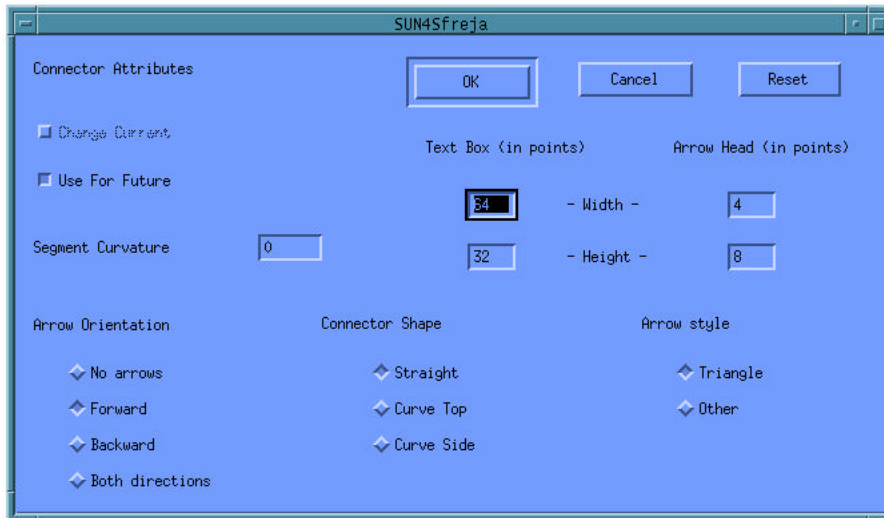 SUN4Sfreja
Connector Attributes
OK
Cancel
Reset
Change Current
Text Box (in points)
Arrow Head (in points)
Use For Future
64
- Width -
4
Segment Curvature
0
32
- Height -
8
Arrow Orientation
Connector Shape
Arrow style
No arrows
Straight
Triangle
Forward
Curve Top
Other
Backward
Curve Side
Both directions